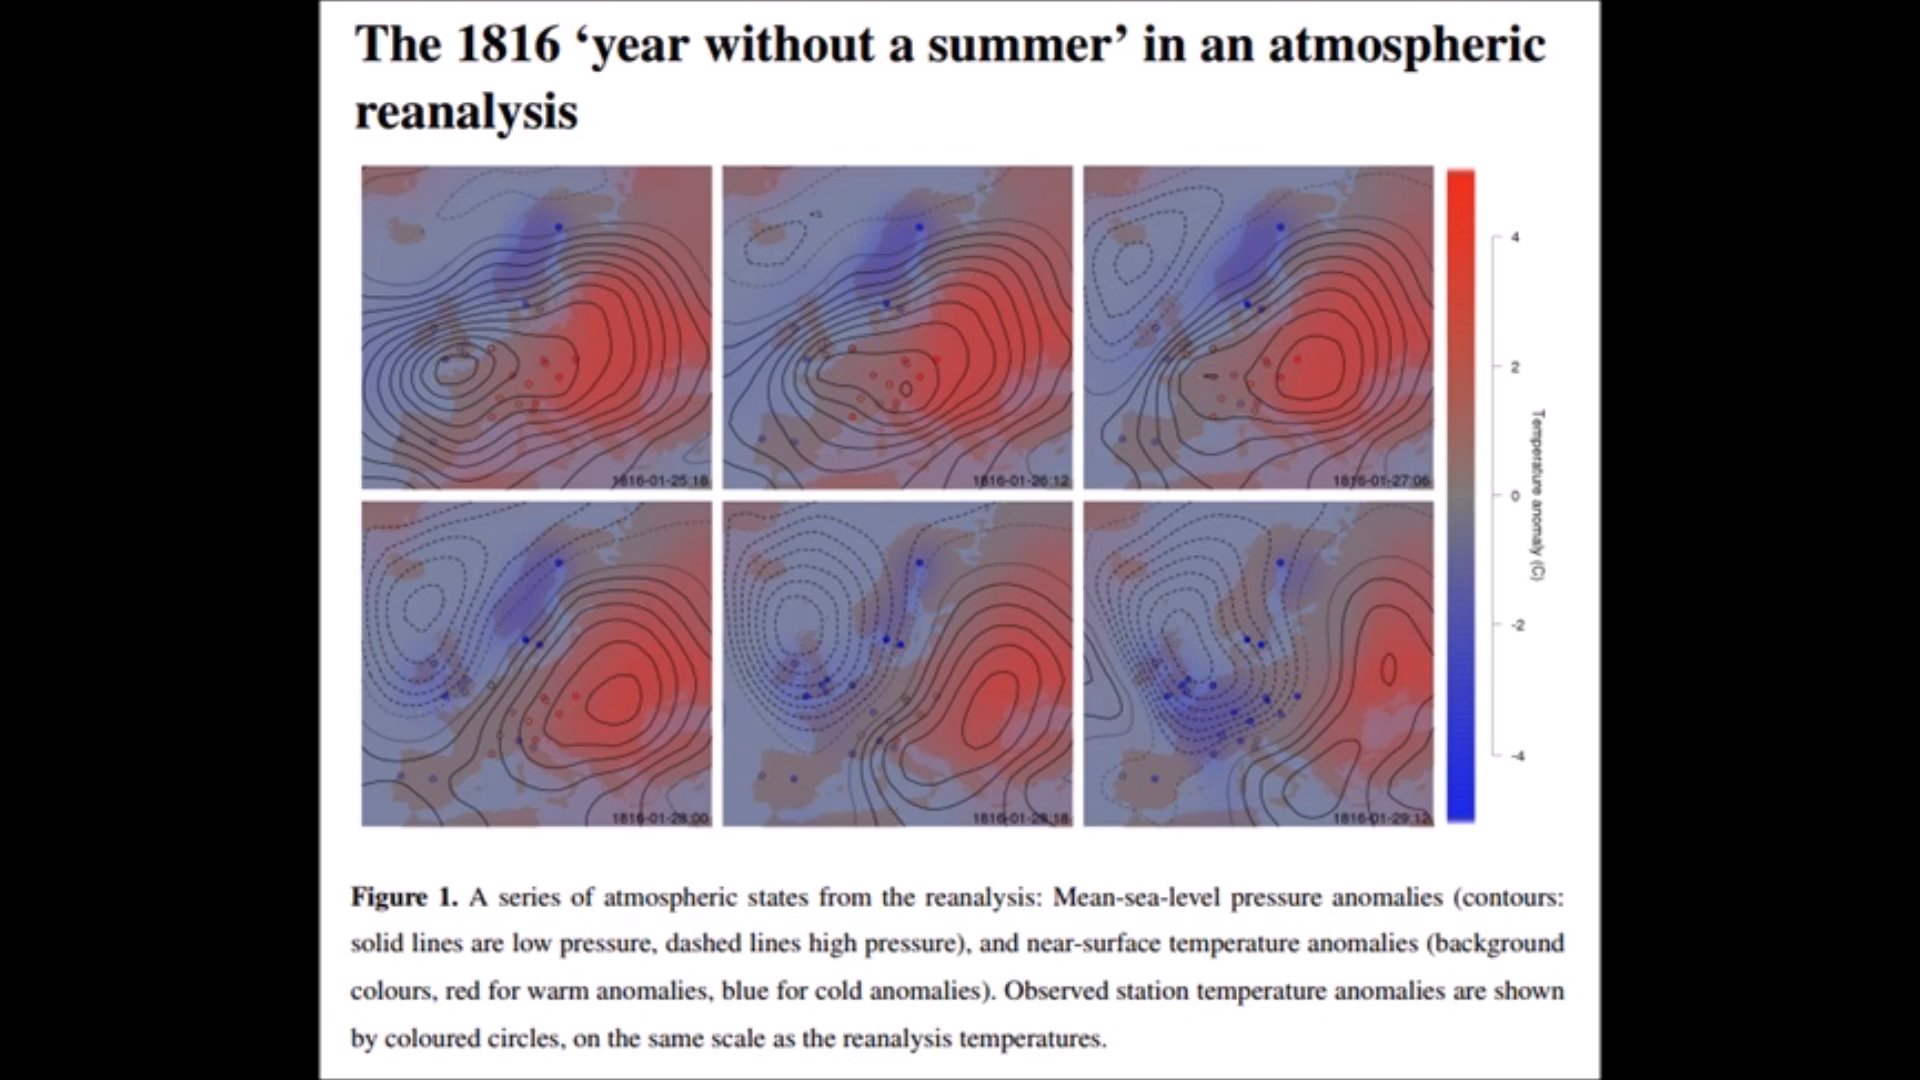 The 1816 ‘year without a summer’ in an atmospheric
reanalysis
1816-01-25:18
1816-01-26:12
1816-01-27:06
4
2
0
-2
-4
Temperature anomaly (C)
1816-01-28:00
1816-01-28:18
1816-01-29:12
Figure 1. A series of atmospheric states from the reanalysis: Mean-sea-level pressure anomalies (contours:
solid lines are low pressure, dashed lines high pressure), and near-surface temperature anomalies (background
colours, red for warm anomalies, blue for cold anomalies). Observed station temperature anomalies are shown
by coloured circles, on the same scale as the reanalysis temperatures.